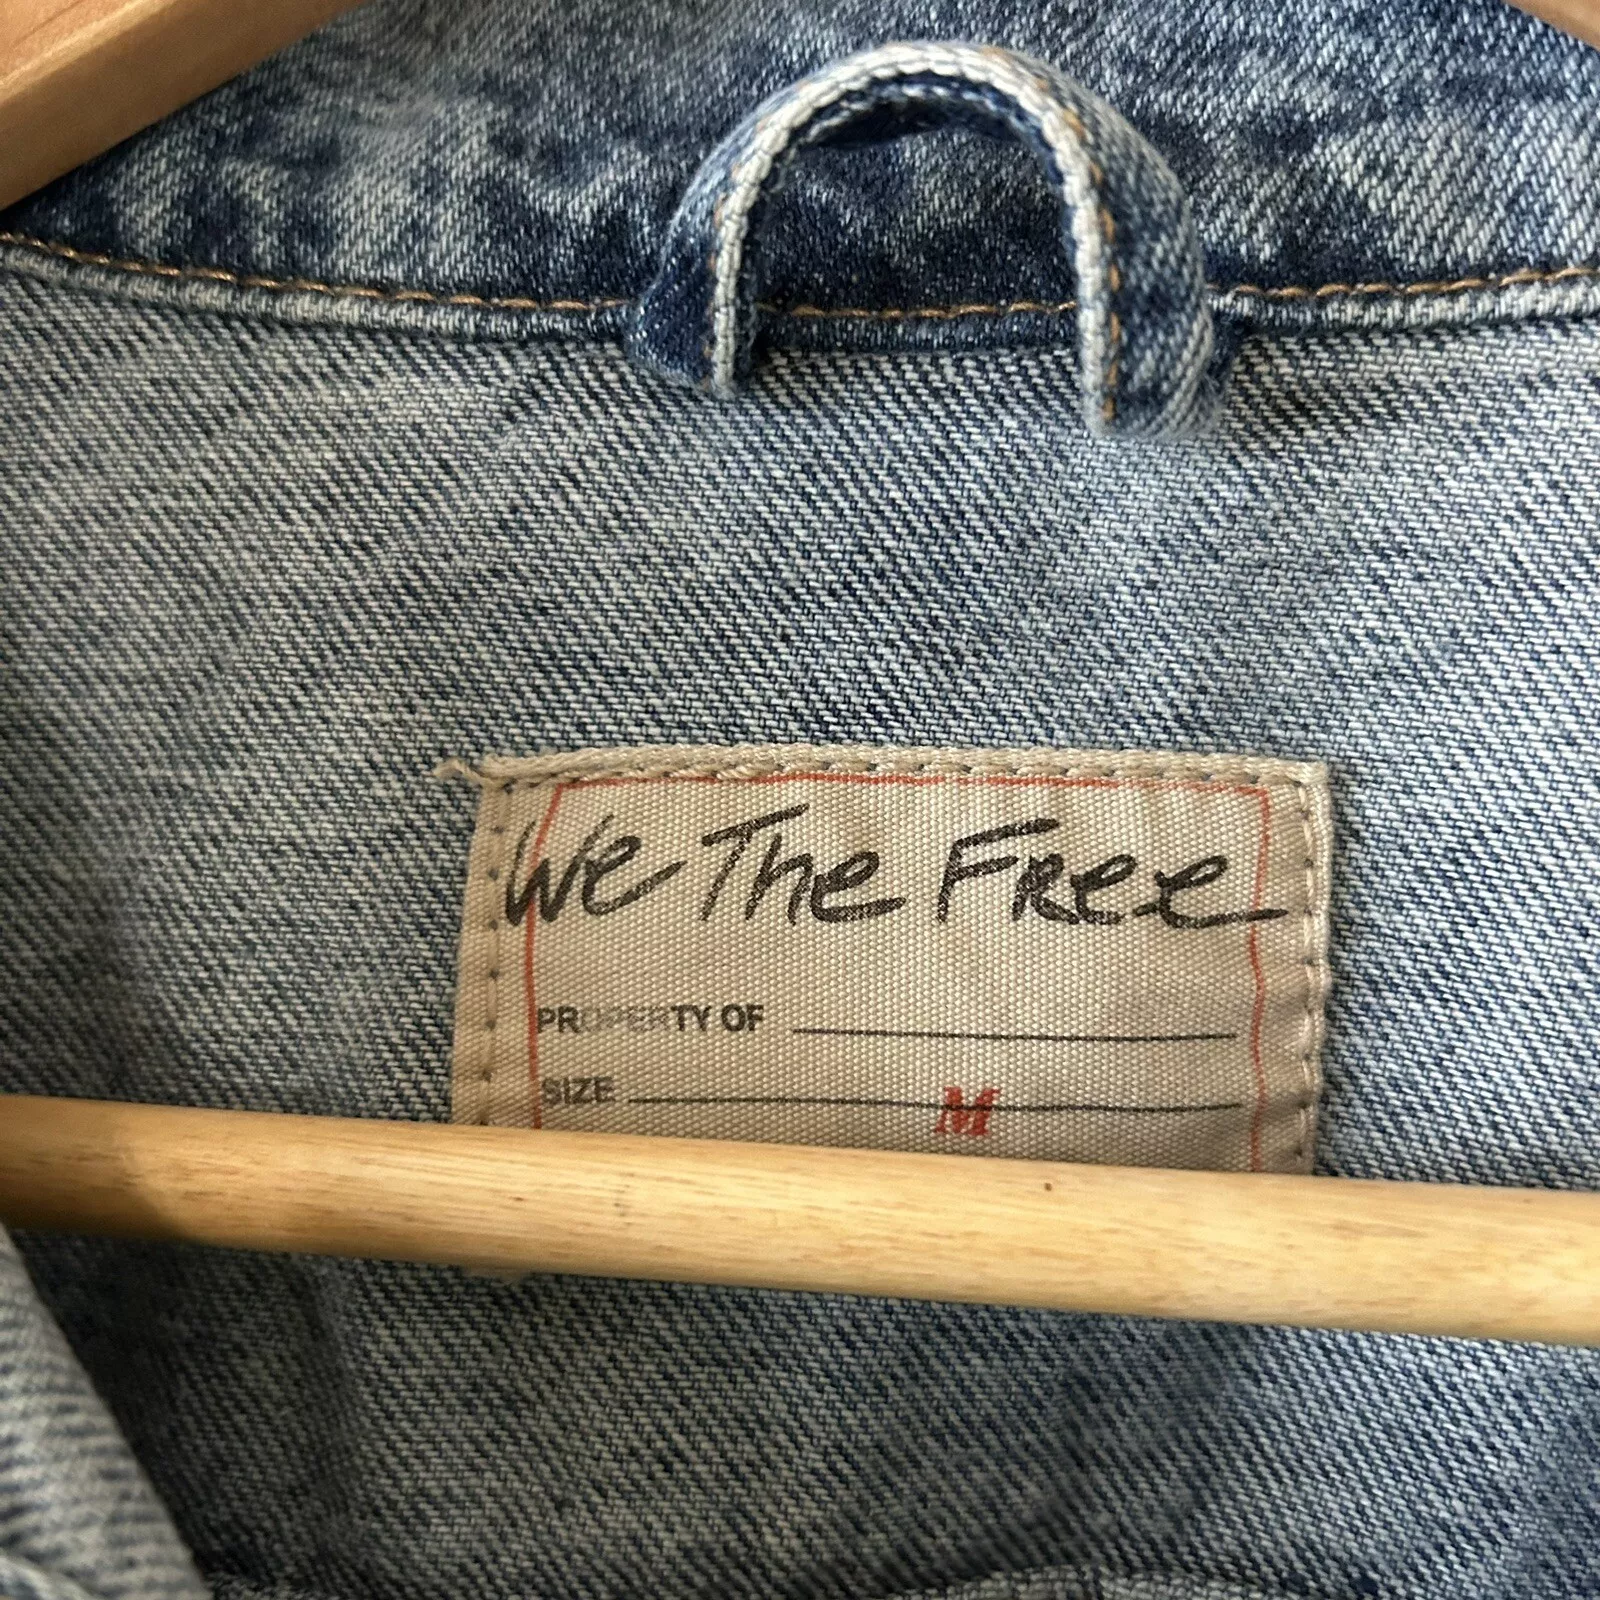 We The Free
PROPERTY OF
SIZE M